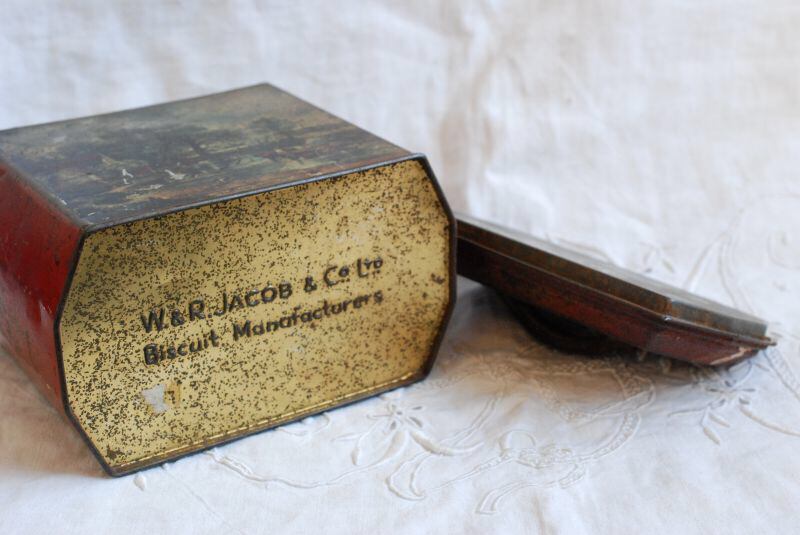 W. & R. JACOB & Co. LTD
Biscuit Manufacturers